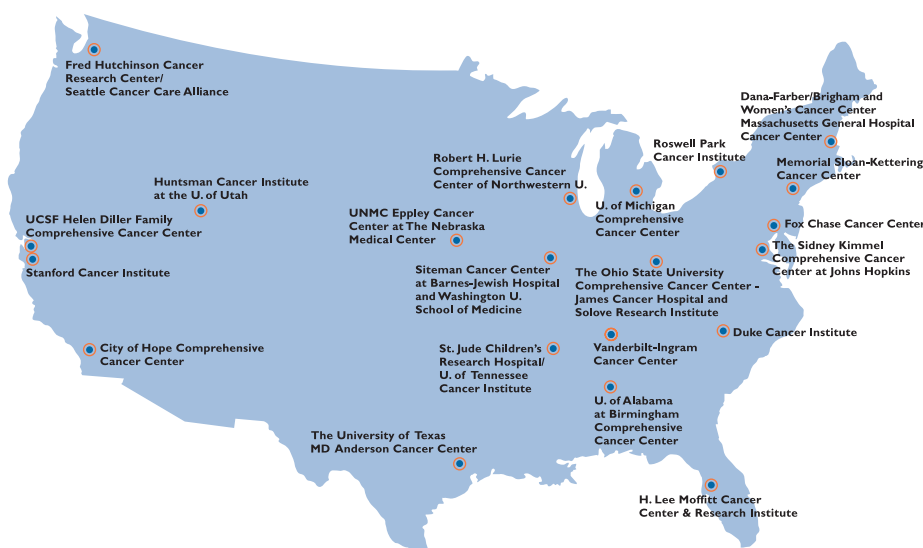 Fred Hutchinson Cancer
Research Center/
Seattle Cancer Care Alliance
Dana-Farber/Brigham and
Women's Cancer Center
Massachusetts General Hospital
Cancer Center
Roswell Park
Cancer Institute
Memorial Sloan-Kettering
Cancer Center
Robert H. Lurie
Comprehensive Cancer
Center of Northwestern U.
Huntsman Cancer Institute
at the U. of Utah
U. of Michigan
Comprehensive
Cancer Center
UCSF Helen Diller Family
Comprehensive Cancer Center
UNMC Eppley Cancer
Center at The Nebraska
Medical Center
Fox Chase Cancer Center
The Sidney Kimmel
Comprehensive Cancer
Center at Johns Hopkins
Stanford Cancer Institute
Siteman Cancer Center
at Barnes-Jewish Hospital
and Washington U.
School of Medicine
The Ohio State University
Comprehensive Cancer Center -
James Cancer Hospital and
Solove Research Institute
Duke Cancer Institute
City of Hope Comprehensive
Cancer Center
St. Jude Children's
Research Hospital/
U. of Tennessee
Cancer Institute
Vanderbilt-Ingram
Cancer Center
U. of Alabama
at Birmingham
Comprehensive
Cancer Center
The University of Texas
MD Anderson Cancer Center
H. Lee Moffitt Cancer
Center & Research Institute